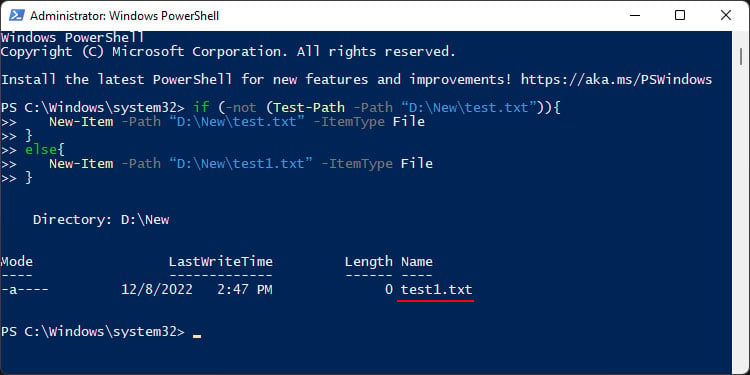 Administrator: Windows PowerShell
Windows PowerShell
Copyright (C) Microsoft Corporation. All rights reserved.
Install the latest PowerShell for new features and improvements! https://aka.ms/PSWindows
PS C:\Windows\system32> if (-not (Test-Path -Path “D:\New\test.txt”)){
>>   New-Item -Path “D:\New\test.txt” -ItemType File
>> }
>> else{
>>   New-Item -Path “D:\New\test1.txt” -ItemType File
>> }
    Directory: D:\New
Mode                 LastWriteTime         Length Name
----                 -------------         ------ ----
-a----         12/8/2022   2:47 PM              0 test1.txt
PS C:\Windows\system32>